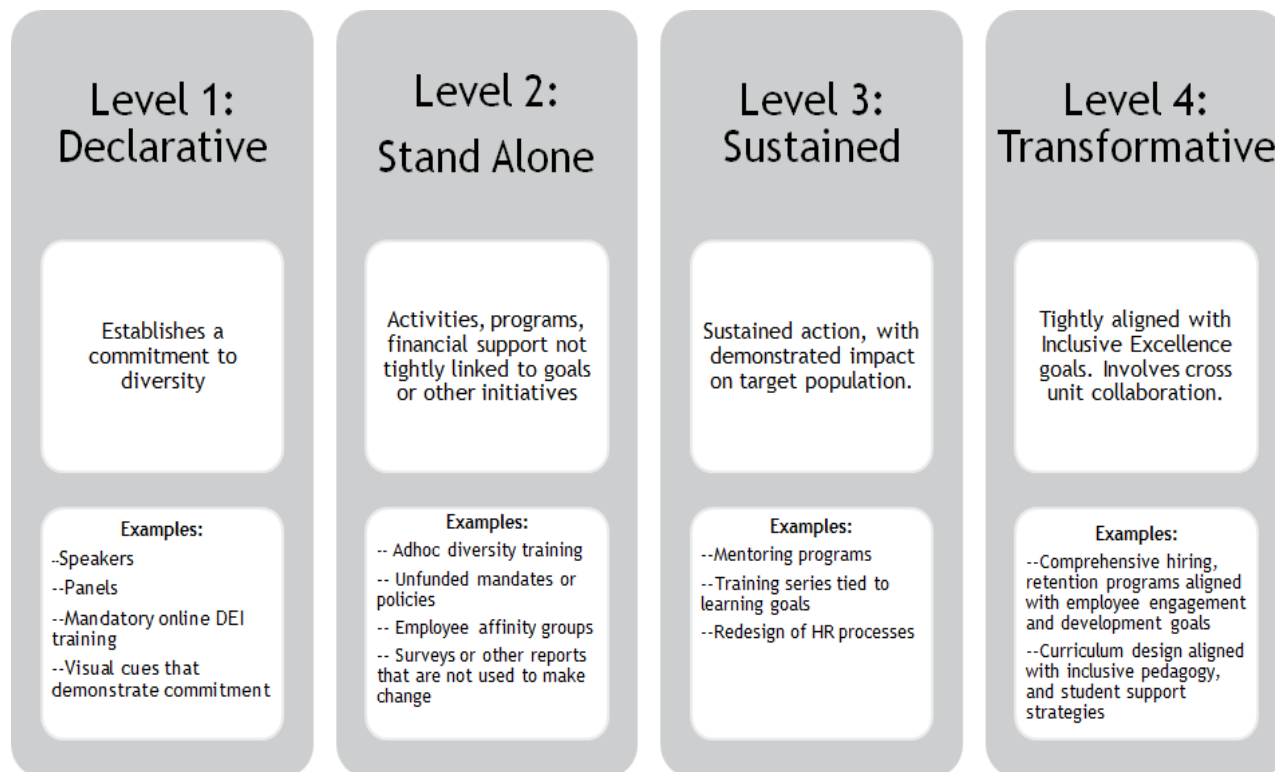 Level 1:
Declarative
Establishes a
commitment to
diversity
Examples:
--Speakers
--Panels
--Mandatory online DEI
training
--Visual cues that
demonstrate commitment
Level 2:
Stand Alone
Activities, programs,
financial support not
tightly linked to goals
or other initiatives
Examples:
-- Adhoc diversity training
-- Unfunded mandates or
policies
-- Employee affinity groups
-- Surveys or other reports
that are not used to make
change
Level 3:
Sustained
Sustained action, with
demonstrated impact
on target population.
Examples:
--Mentoring programs
--Training series tied to
learning goals
--Redesign of HR processes
Level 4:
Transformative
Tightly aligned with
Inclusive Excellence
goals. Involves cross
unit collaboration.
Examples:
--Comprehensive hiring,
retention programs aligned
with employee engagement
and development goals
--Curriculum design aligned
with inclusive pedagogy,
and student support
strategies